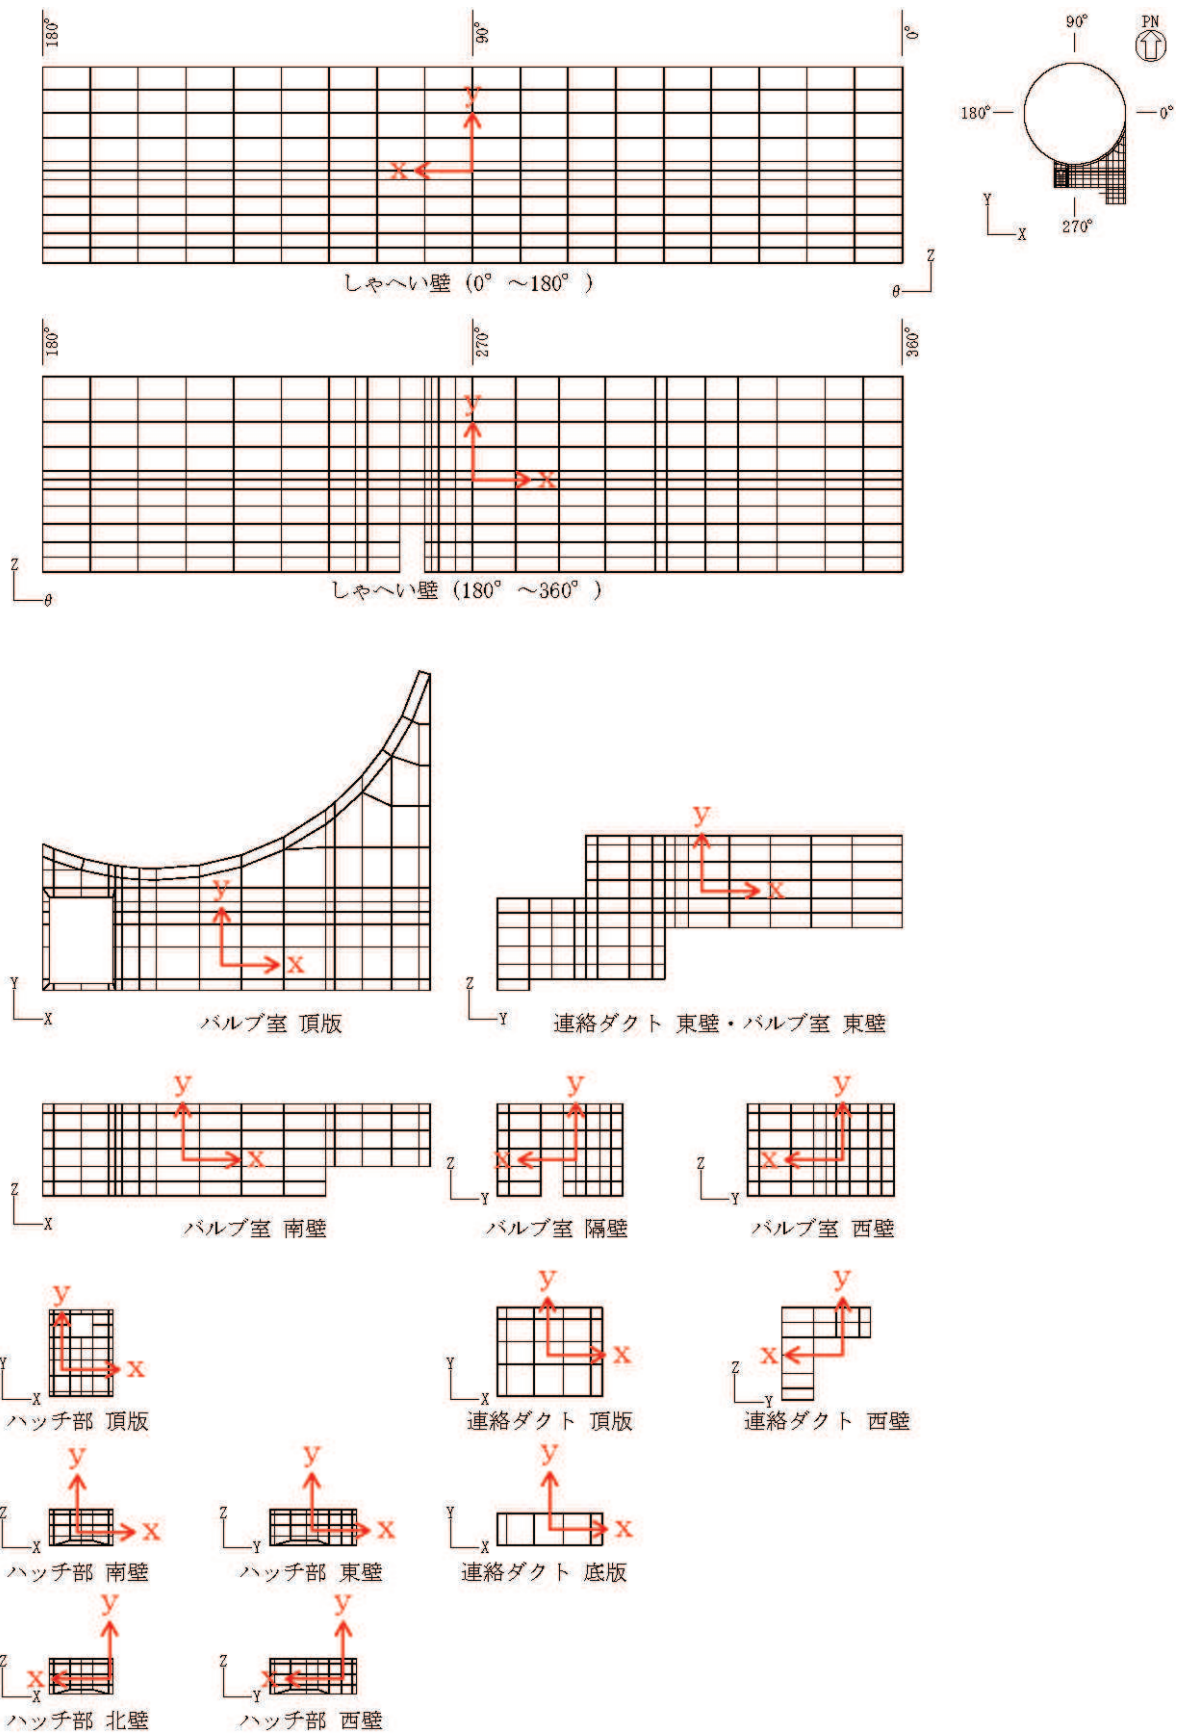 180°
90°
0°
90°
PN
180°
0°
270°
Y
X
y
x
しゃへい壁 (0° ～180° )
Z
θ
180°
270°
360°
y
x
Z
θ
しゃへい壁 (180° ～360° )
y
x
Y
X
バルブ室 頂版
y
x
Z
Y
連絡ダクト 東壁・バルブ室 東壁
y
x
Z
X
バルブ室 南壁
y
x
Z
Y
バルブ室 隔壁
y
x
Z
Y
バルブ室 西壁
y
x
Y
X
ハッチ部 頂版
y
x
Y
X
連絡ダクト 頂版
y
x
Z
Y
連絡ダクト 西壁
y
x
Z
X
ハッチ部 南壁
y
x
Z
Y
ハッチ部 東壁
y
x
Y
X
連絡ダクト 底版
y
x
Z
X
ハッチ部 北壁
y
x
Z
Y
ハッチ部 西壁